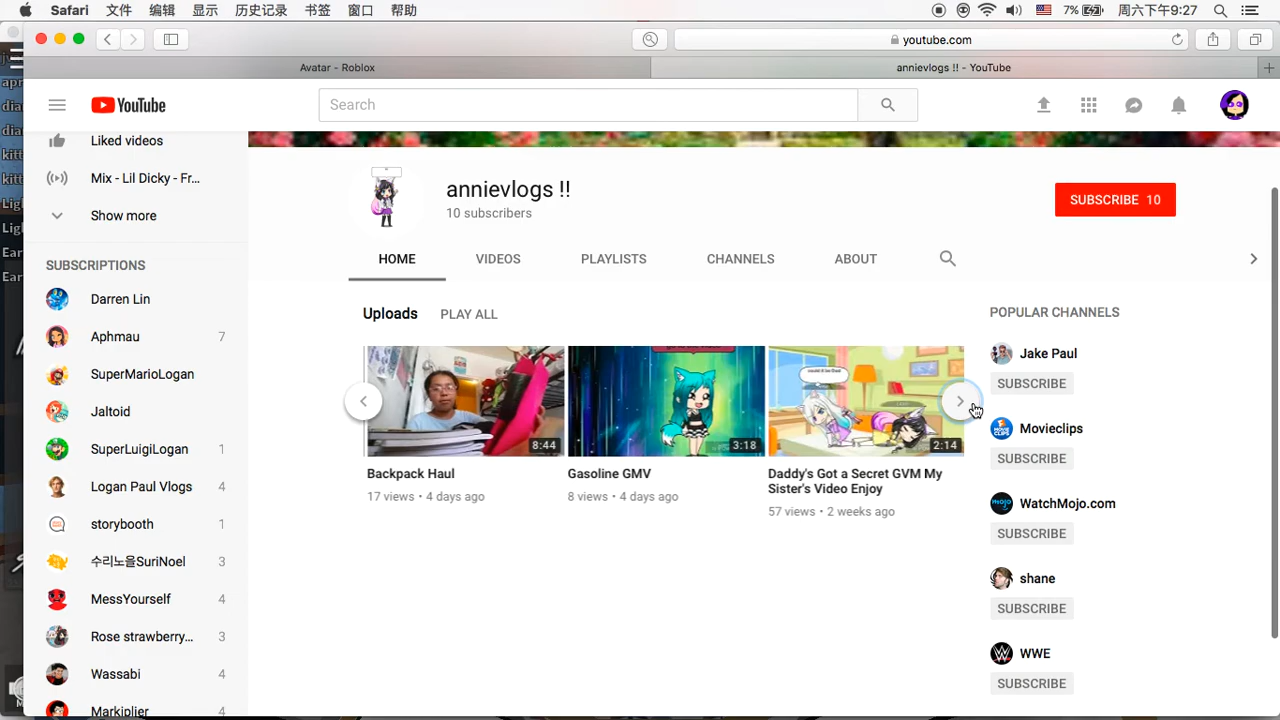 Safari 文件 编辑 显示 历史记录 书签 窗口 帮助 7% 周六下午9:27
youtube.com
Avatar - Roblox annievlogs !! - YouTube
YouTube Search
Liked videos
Mix - Lil Dicky - Fr...
Show more
SUBSCRIPTIONS
Darren Lin
Aphmau 7
SuperMarioLogan
Jaltoid
SuperLuigiLogan 1
Logan Paul Vlogs 4
storybooth 1
수리노을SuriNoel 3
MessYourself 4
Rose strawberry... 3
Wassabi 4
Markiplier
annievlogs !!
10 subscribers
SUBSCRIBE 10
HOME VIDEOS PLAYLISTS CHANNELS ABOUT
Uploads PLAY ALL
8:44
Backpack Haul
17 views • 4 days ago
3:18
Gasoline GMV
8 views • 4 days ago
2:14
Daddy's Got a Secret GVM My
Sister's Video Enjoy
57 views • 2 weeks ago
POPULAR CHANNELS
Jake Paul
SUBSCRIBE
Movieclips
SUBSCRIBE
WatchMojo.com
SUBSCRIBE
shane
SUBSCRIBE
WWE
SUBSCRIBE